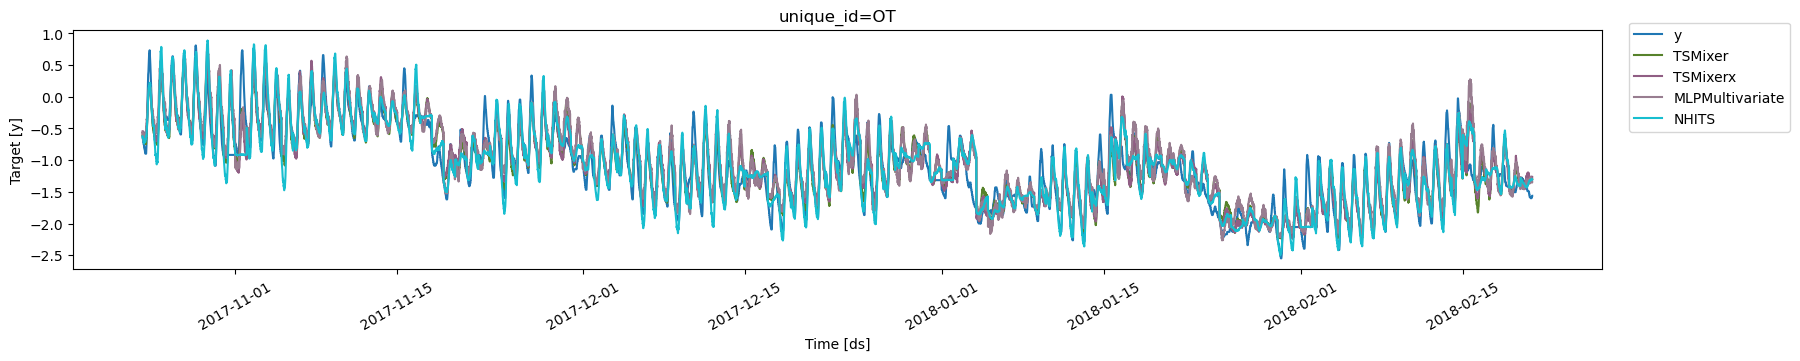 unique_id=OT
Target [y]
1.0
0.5
0.0
−0.5
−1.0
−1.5
−2.0
−2.5
2017-11-01
2017-11-15
2017-12-01
2017-12-15
2018-01-01
2018-01-15
2018-02-01
2018-02-15
Time [ds]
y
TSMixer
TSMixerx
MLPMultivariate
NHITS